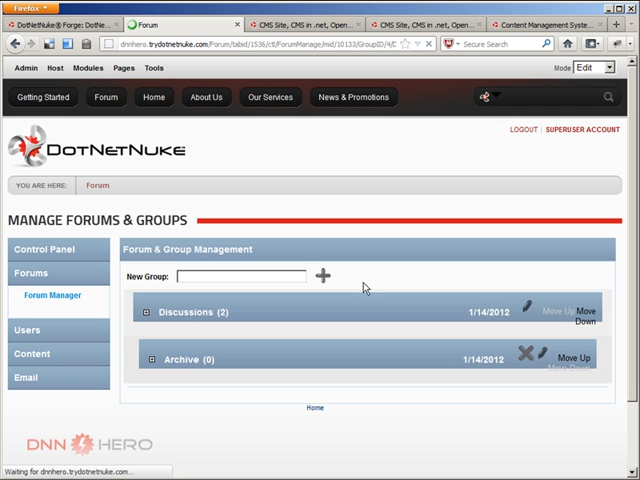 Firefox
DotNetNuke® Forge: DotNe...
Forum
CMS Site, CMS in .net, Open...
CMS Site, CMS in .net, Open...
Content Management Syste...
dnnhero.trydotnetnuke.com/Forum/tabid/1536/ctl/ForumManage/mid/10133/GroupID/4/D
Secure Search
Admin Host Modules Pages Tools
Mode Edit
Getting Started Forum Home About Us Our Services News & Promotions
LOGOUT | SUPERUSER ACCOUNT
DOTNETNUKE
YOU ARE HERE: Forum
MANAGE FORUMS & GROUPS
Control Panel
Forums
Forum Manager
Users
Content
Email
Forum & Group Management
New Group:
Discussions (2) 1/14/2012 Move Up Move
Down
Archive (0) 1/14/2012 Move Up
Move Down
Home
DNN HERO
Waiting for dnnhero.trydotnetnuke.com...